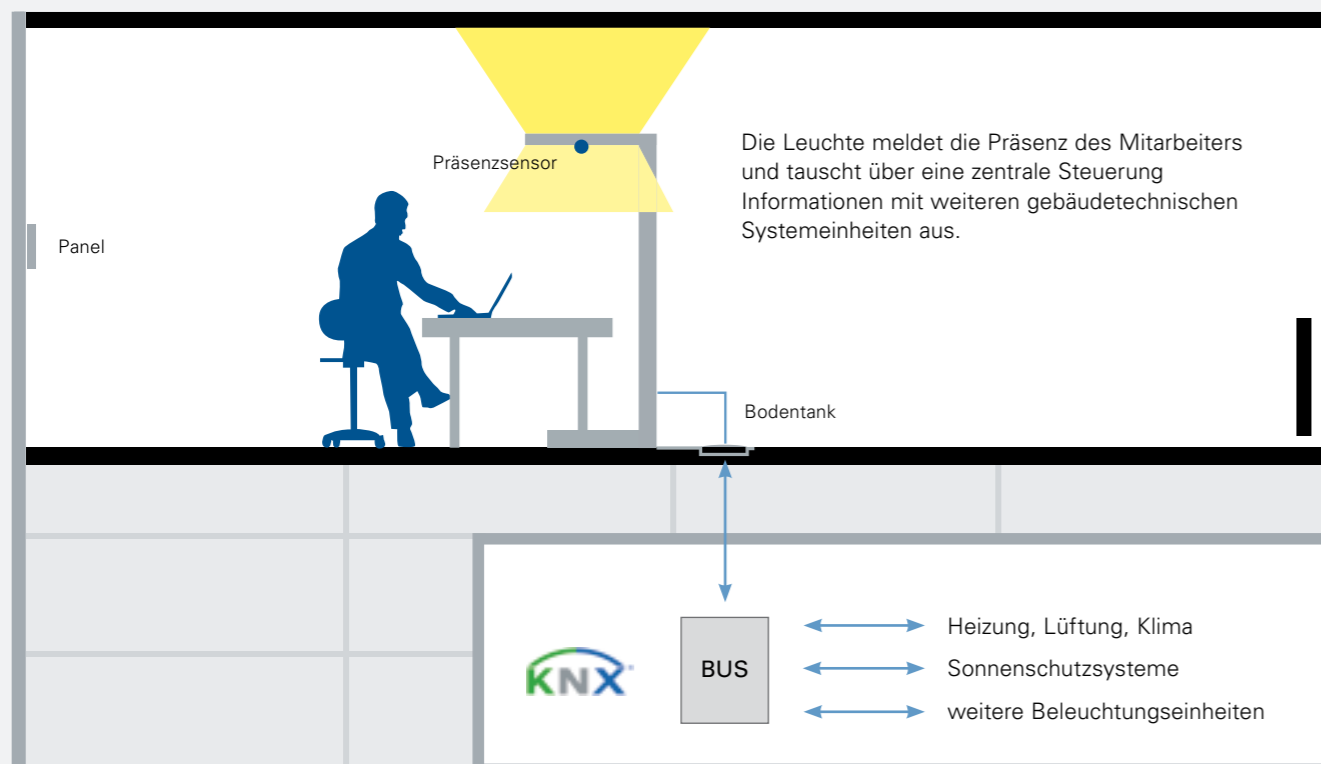 Präsenzsensor
Die Leuchte meldet die Präsenz des Mitarbeiters
und tauscht über eine zentrale Steuerung
Informationen mit weiteren gebäudetechnischen
Systemeinheiten aus.
Panel
Bodentank
KNX
BUS
Heizung, Lüftung, Klima
Sonnenschutzsysteme
weitere Beleuchtungseinheiten